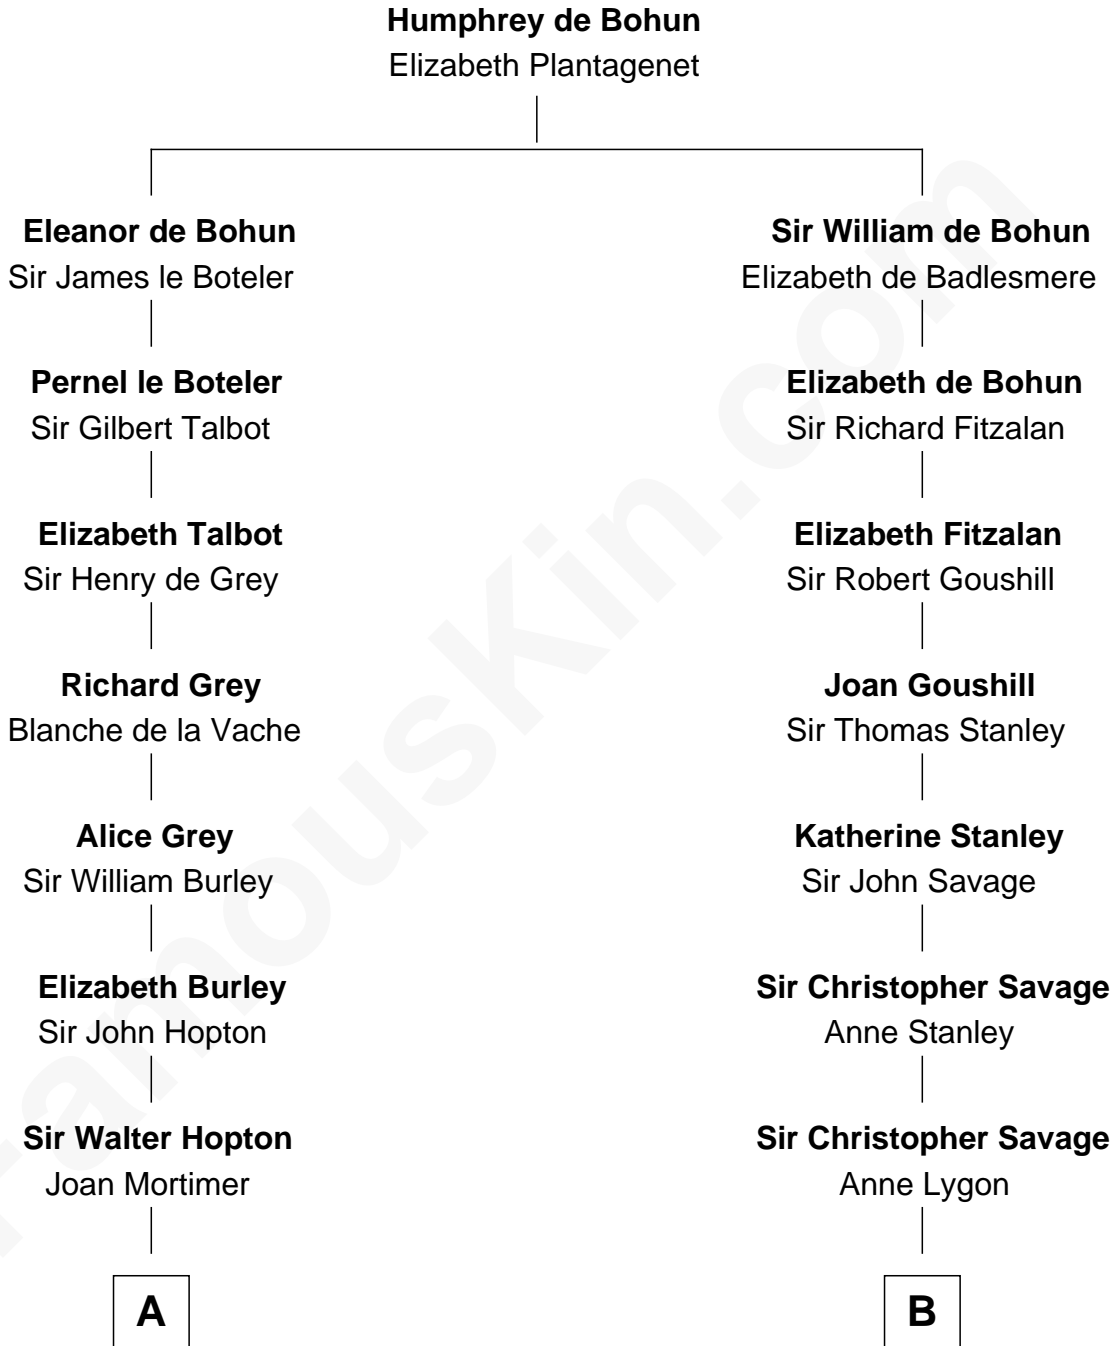 Humphrey de Bohun
Elizabeth Plantagenet
Eleanor de Bohun
Sir James le Boteler
Sir William de Bohun
Elizabeth de Badlesmere
Pernel le Boteler
Sir Gilbert Talbot
Elizabeth de Bohun
Sir Richard Fitzalan
Elizabeth Talbot
Sir Henry de Grey
Elizabeth Fitzalan
Sir Robert Goushill
Richard Grey
Blanche de la Vache
Joan Goushill
Sir Thomas Stanley
Alice Grey
Sir William Burley
Katherine Stanley
Sir John Savage
Elizabeth Burley
Sir John Hopton
Sir Christopher Savage
Anne Stanley
Sir Walter Hopton
Joan Mortimer
Sir Christopher Savage
Anne Lygon
A
B
FamousKin.com